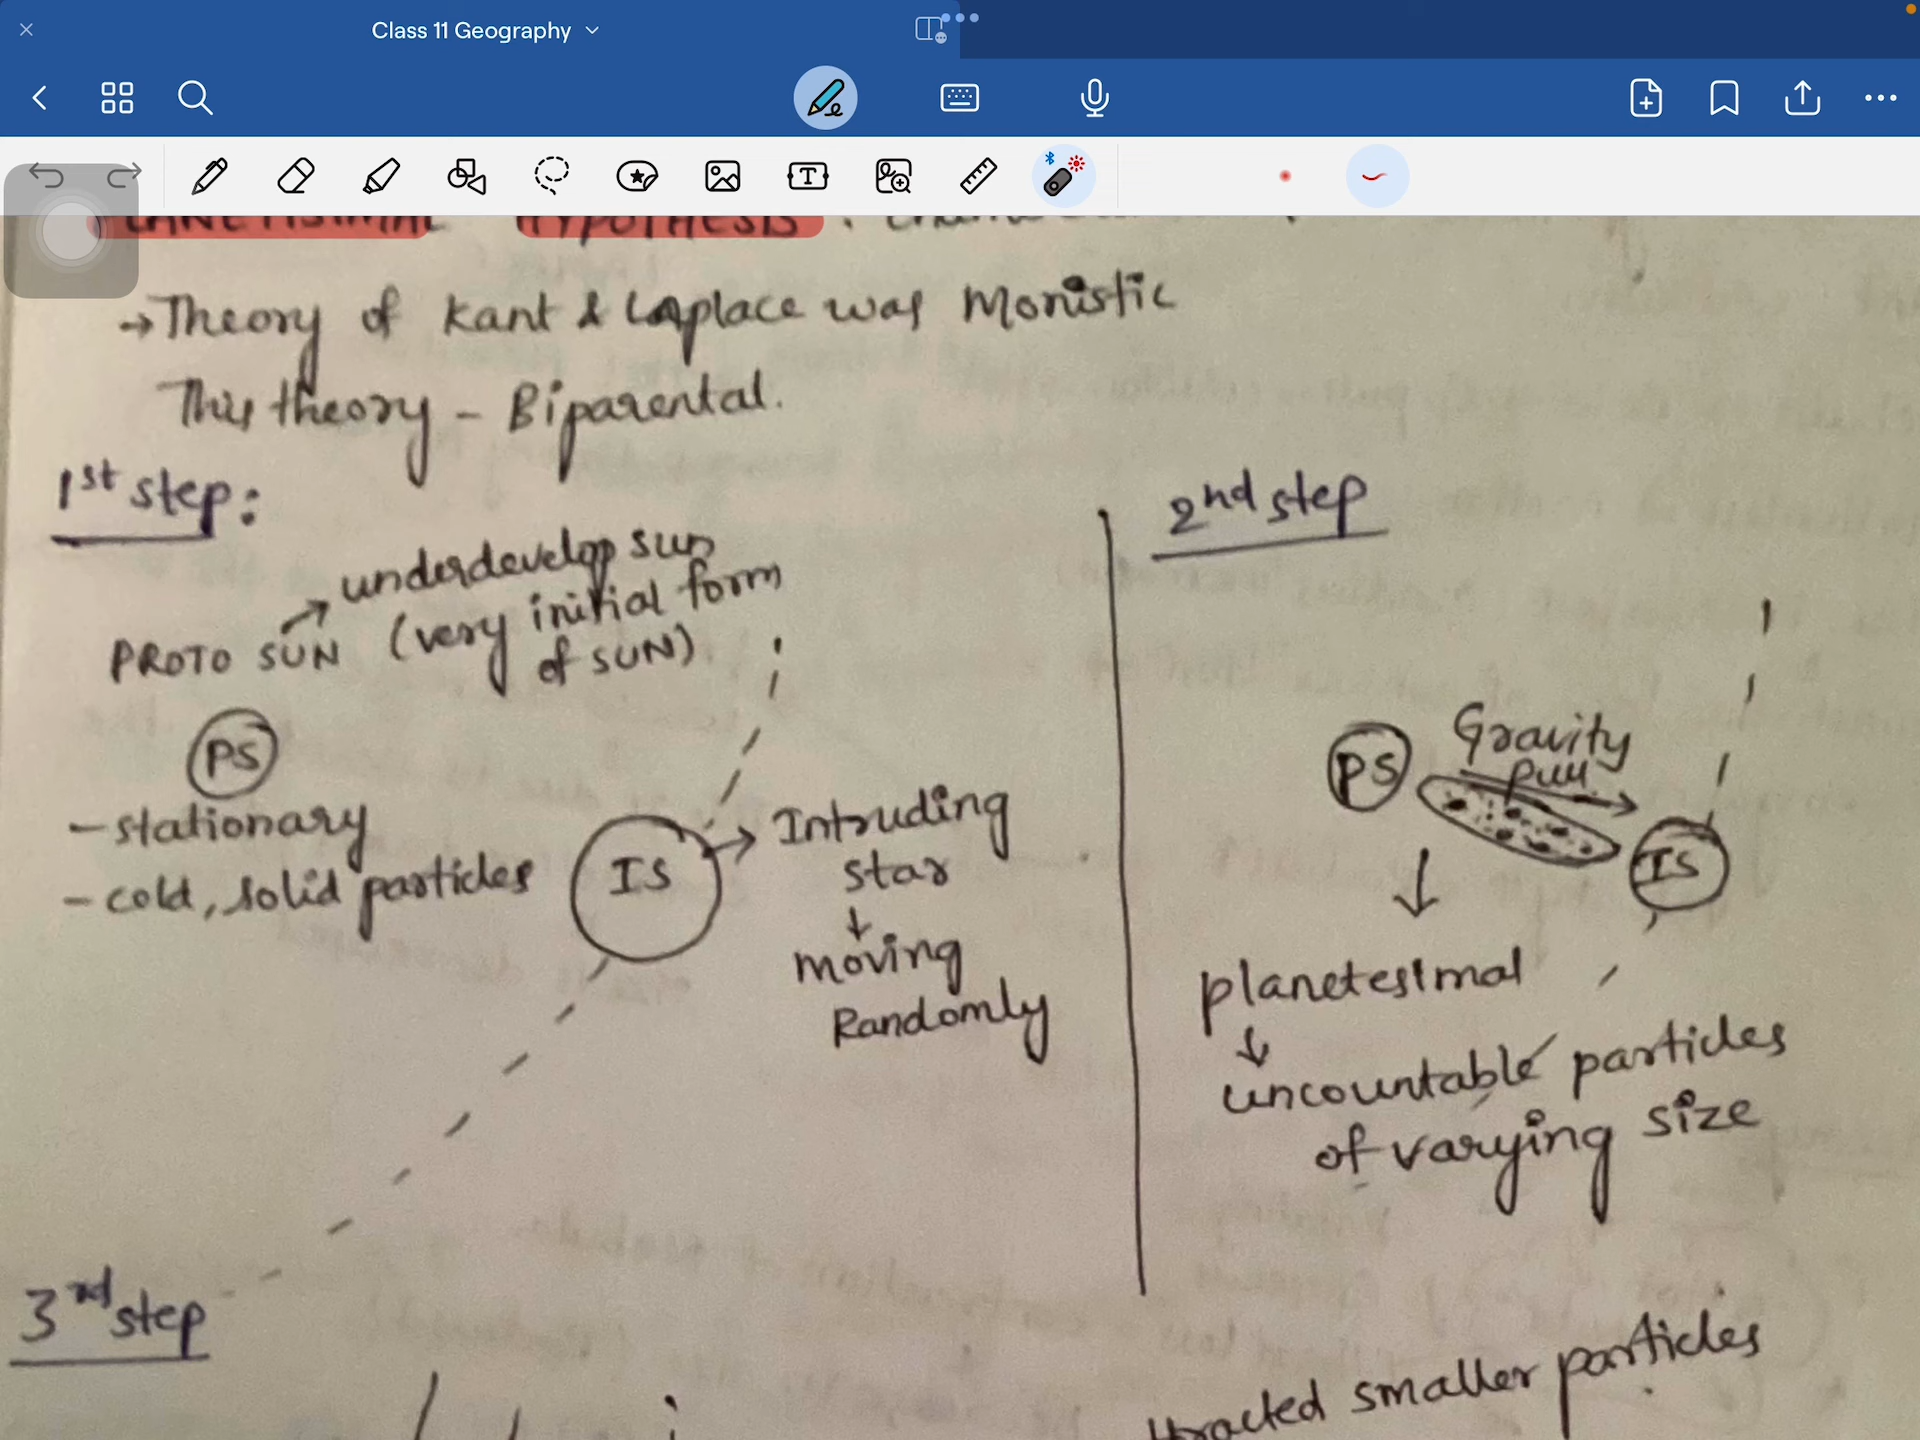 Class 11 Geography
HYPOTHESIS :
→ Theory of Kant & Laplace was Monistic
This theory - Biparental.
1st step:
underdevelop sun
PROTO SUN (very initial form
of SUN)
PS
- stationary
- cold, solid particles
IS
Intruding
star
moving
Randomly
2nd step
Gravity
Pull
PS
IS
planetesimal
uncountable particles
of varying size
3rd step
smaller particles